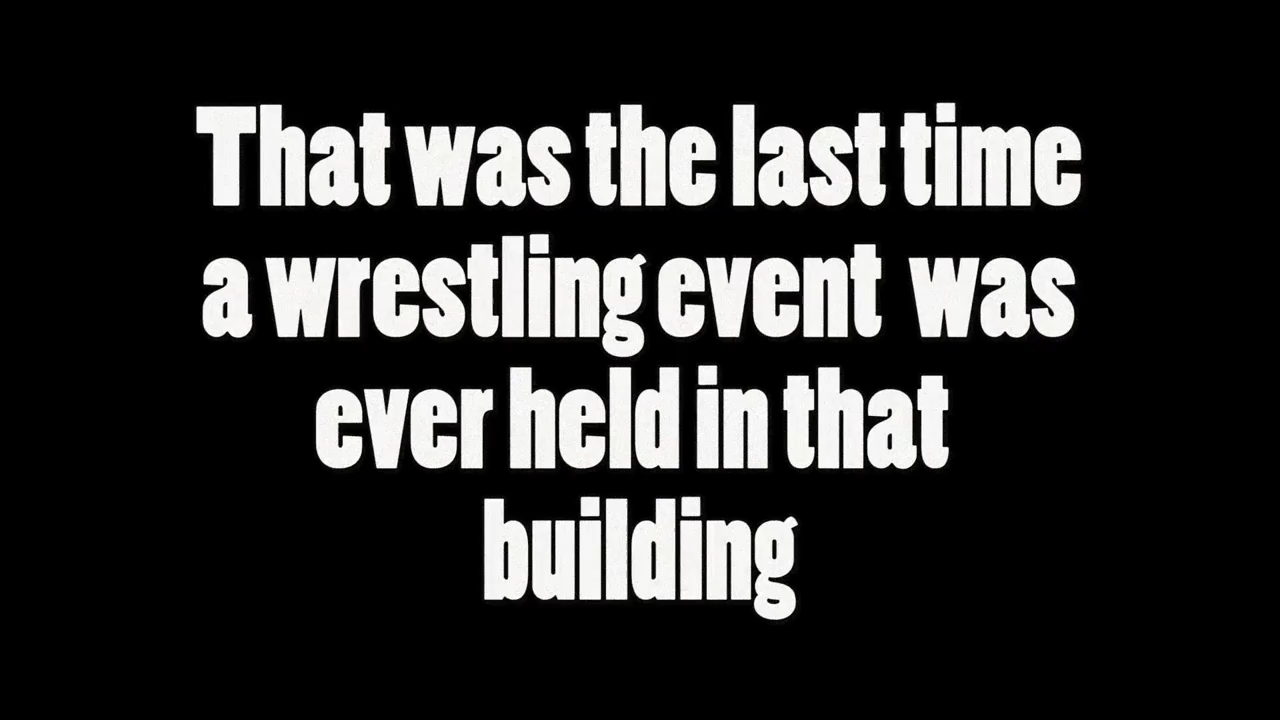 That was the last time
a wrestling event was
ever held in that
building